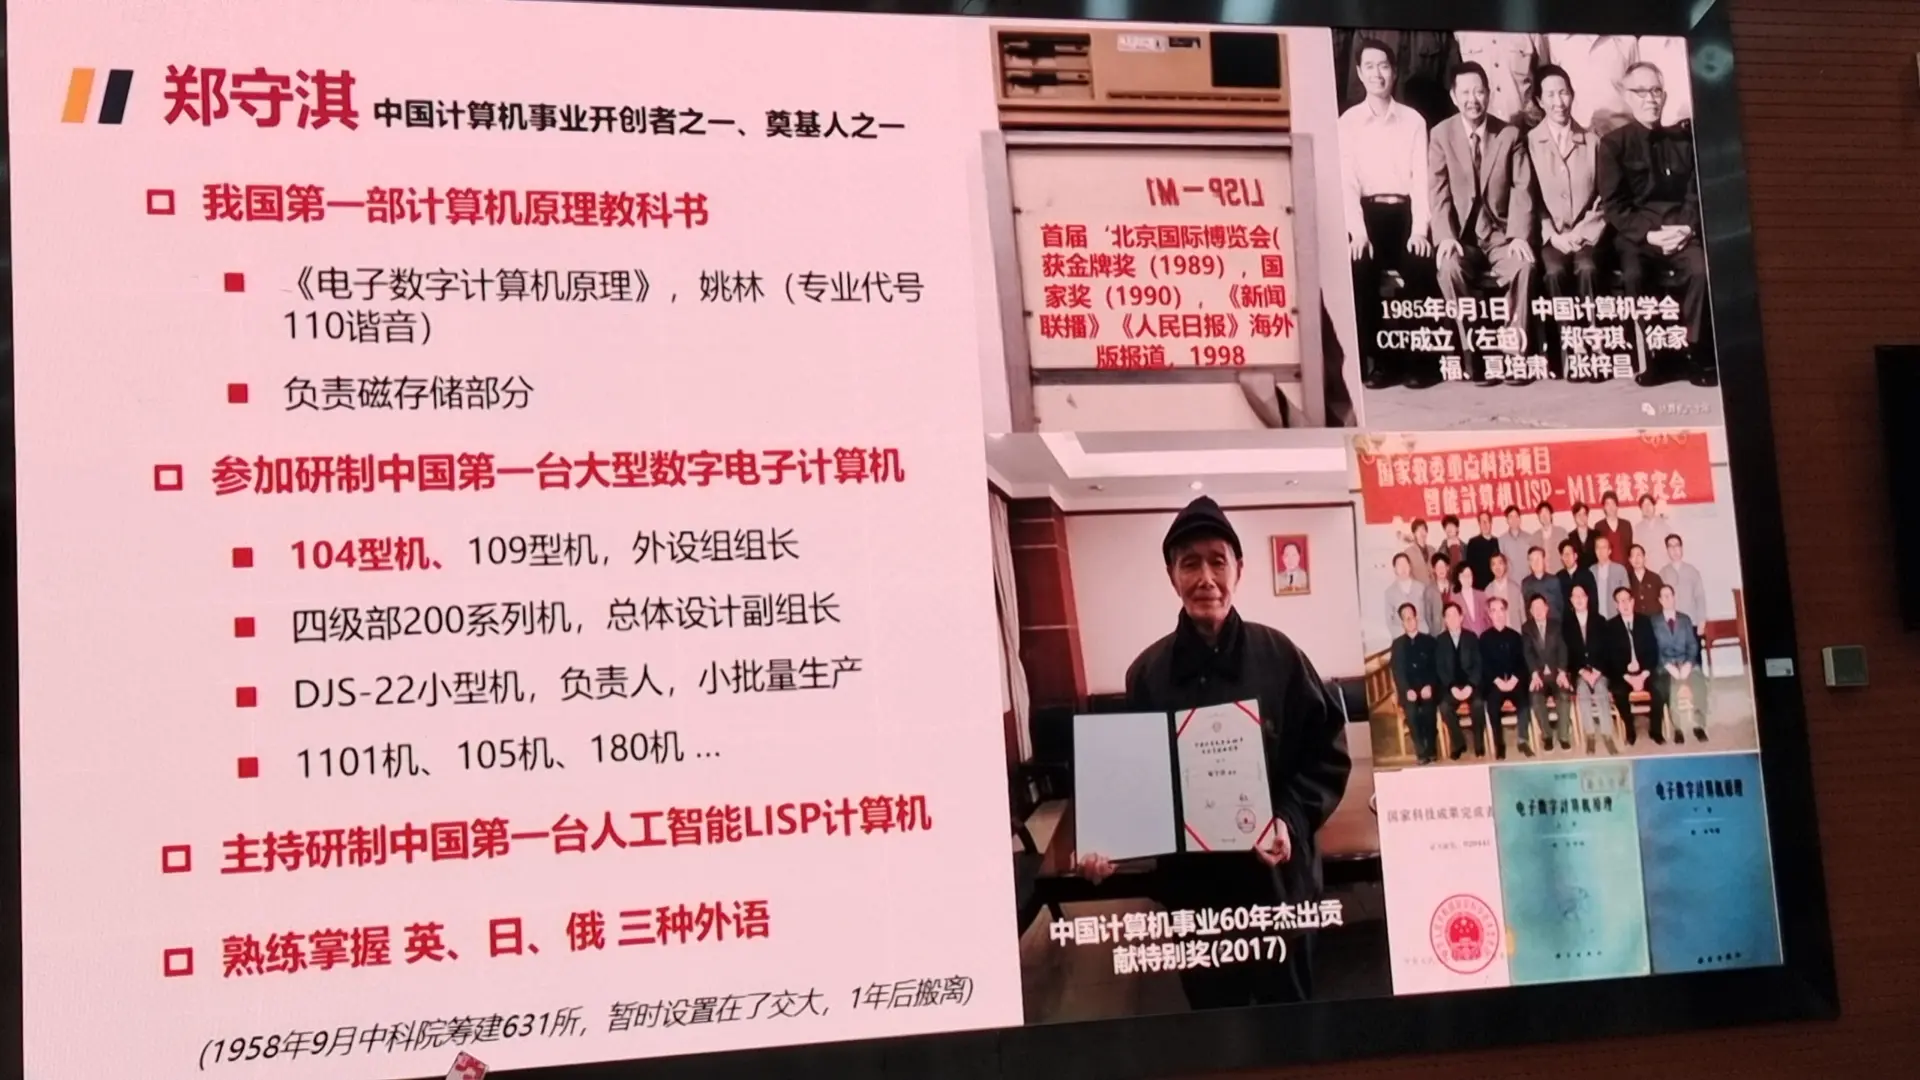 郑守淇 中国计算机事业开创者之一、奠基人之一
我国第一部计算机原理教科书
《电子数字计算机原理》，姚林（专业代号
110谐音）
负责磁存储部分
参加研制中国第一台大型数字电子计算机
104型机、109型机，外设组组长
四级部200系列机，总体设计副组长
DJS-22小型机，负责人，小批量生产
1101机、105机、180机 ...
主持研制中国第一台人工智能LISP计算机
熟练掌握 英、日、俄 三种外语
(1958年9月中科院筹建631所，暂时设置在了交大，1年后搬离)
LISP-M1
首届‘北京国际博览会(
获金牌奖（1989），国
家奖（1990），《新闻
联播》《人民日报》海外
版报道，1998
1985年6月1日，中国计算机学会
CCF成立（左起），郑守琪、徐家
福、夏培肃、张梓昌
中国计算机事业60年杰出贡
献特别奖(2017)
国家教委重点科技项目
智能计算机LISP-M1系统鉴定会
国家科技成果完成者
电子数字计算机原理
电子数字计算机原理